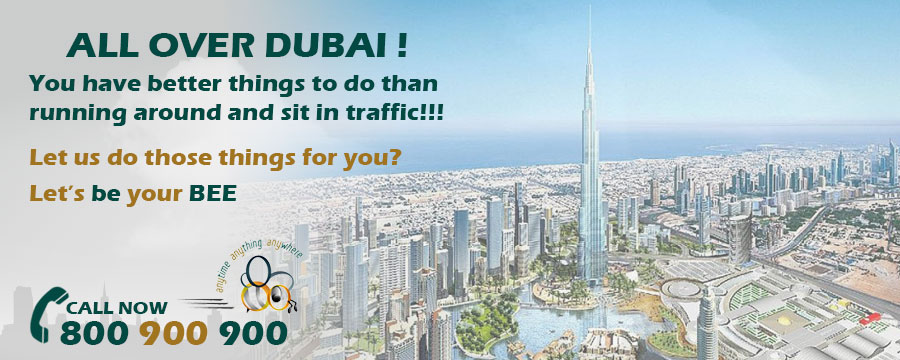 ALL OVER DUBAI !
You have better things to do than
running around and sit in traffic!!!
Let us do those things for you?
Let's be your BEE
anytime anything anywhere
CALL NOW
800 900 900